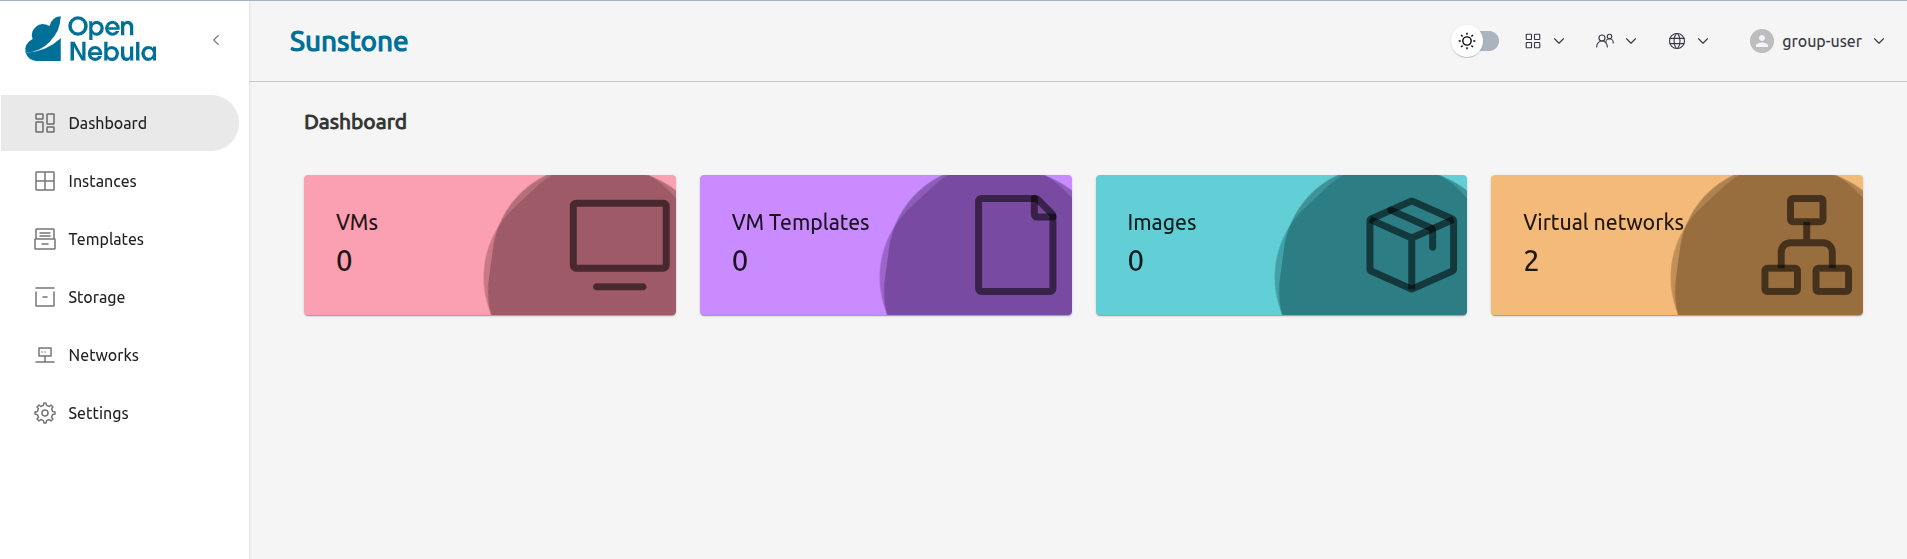 Open
Nebula
Sunstone
group-user
Dashboard
Instances
Templates
Storage
Networks
Settings
Dashboard
VMs
0
VM Templates
0
Images
0
Virtual networks
2